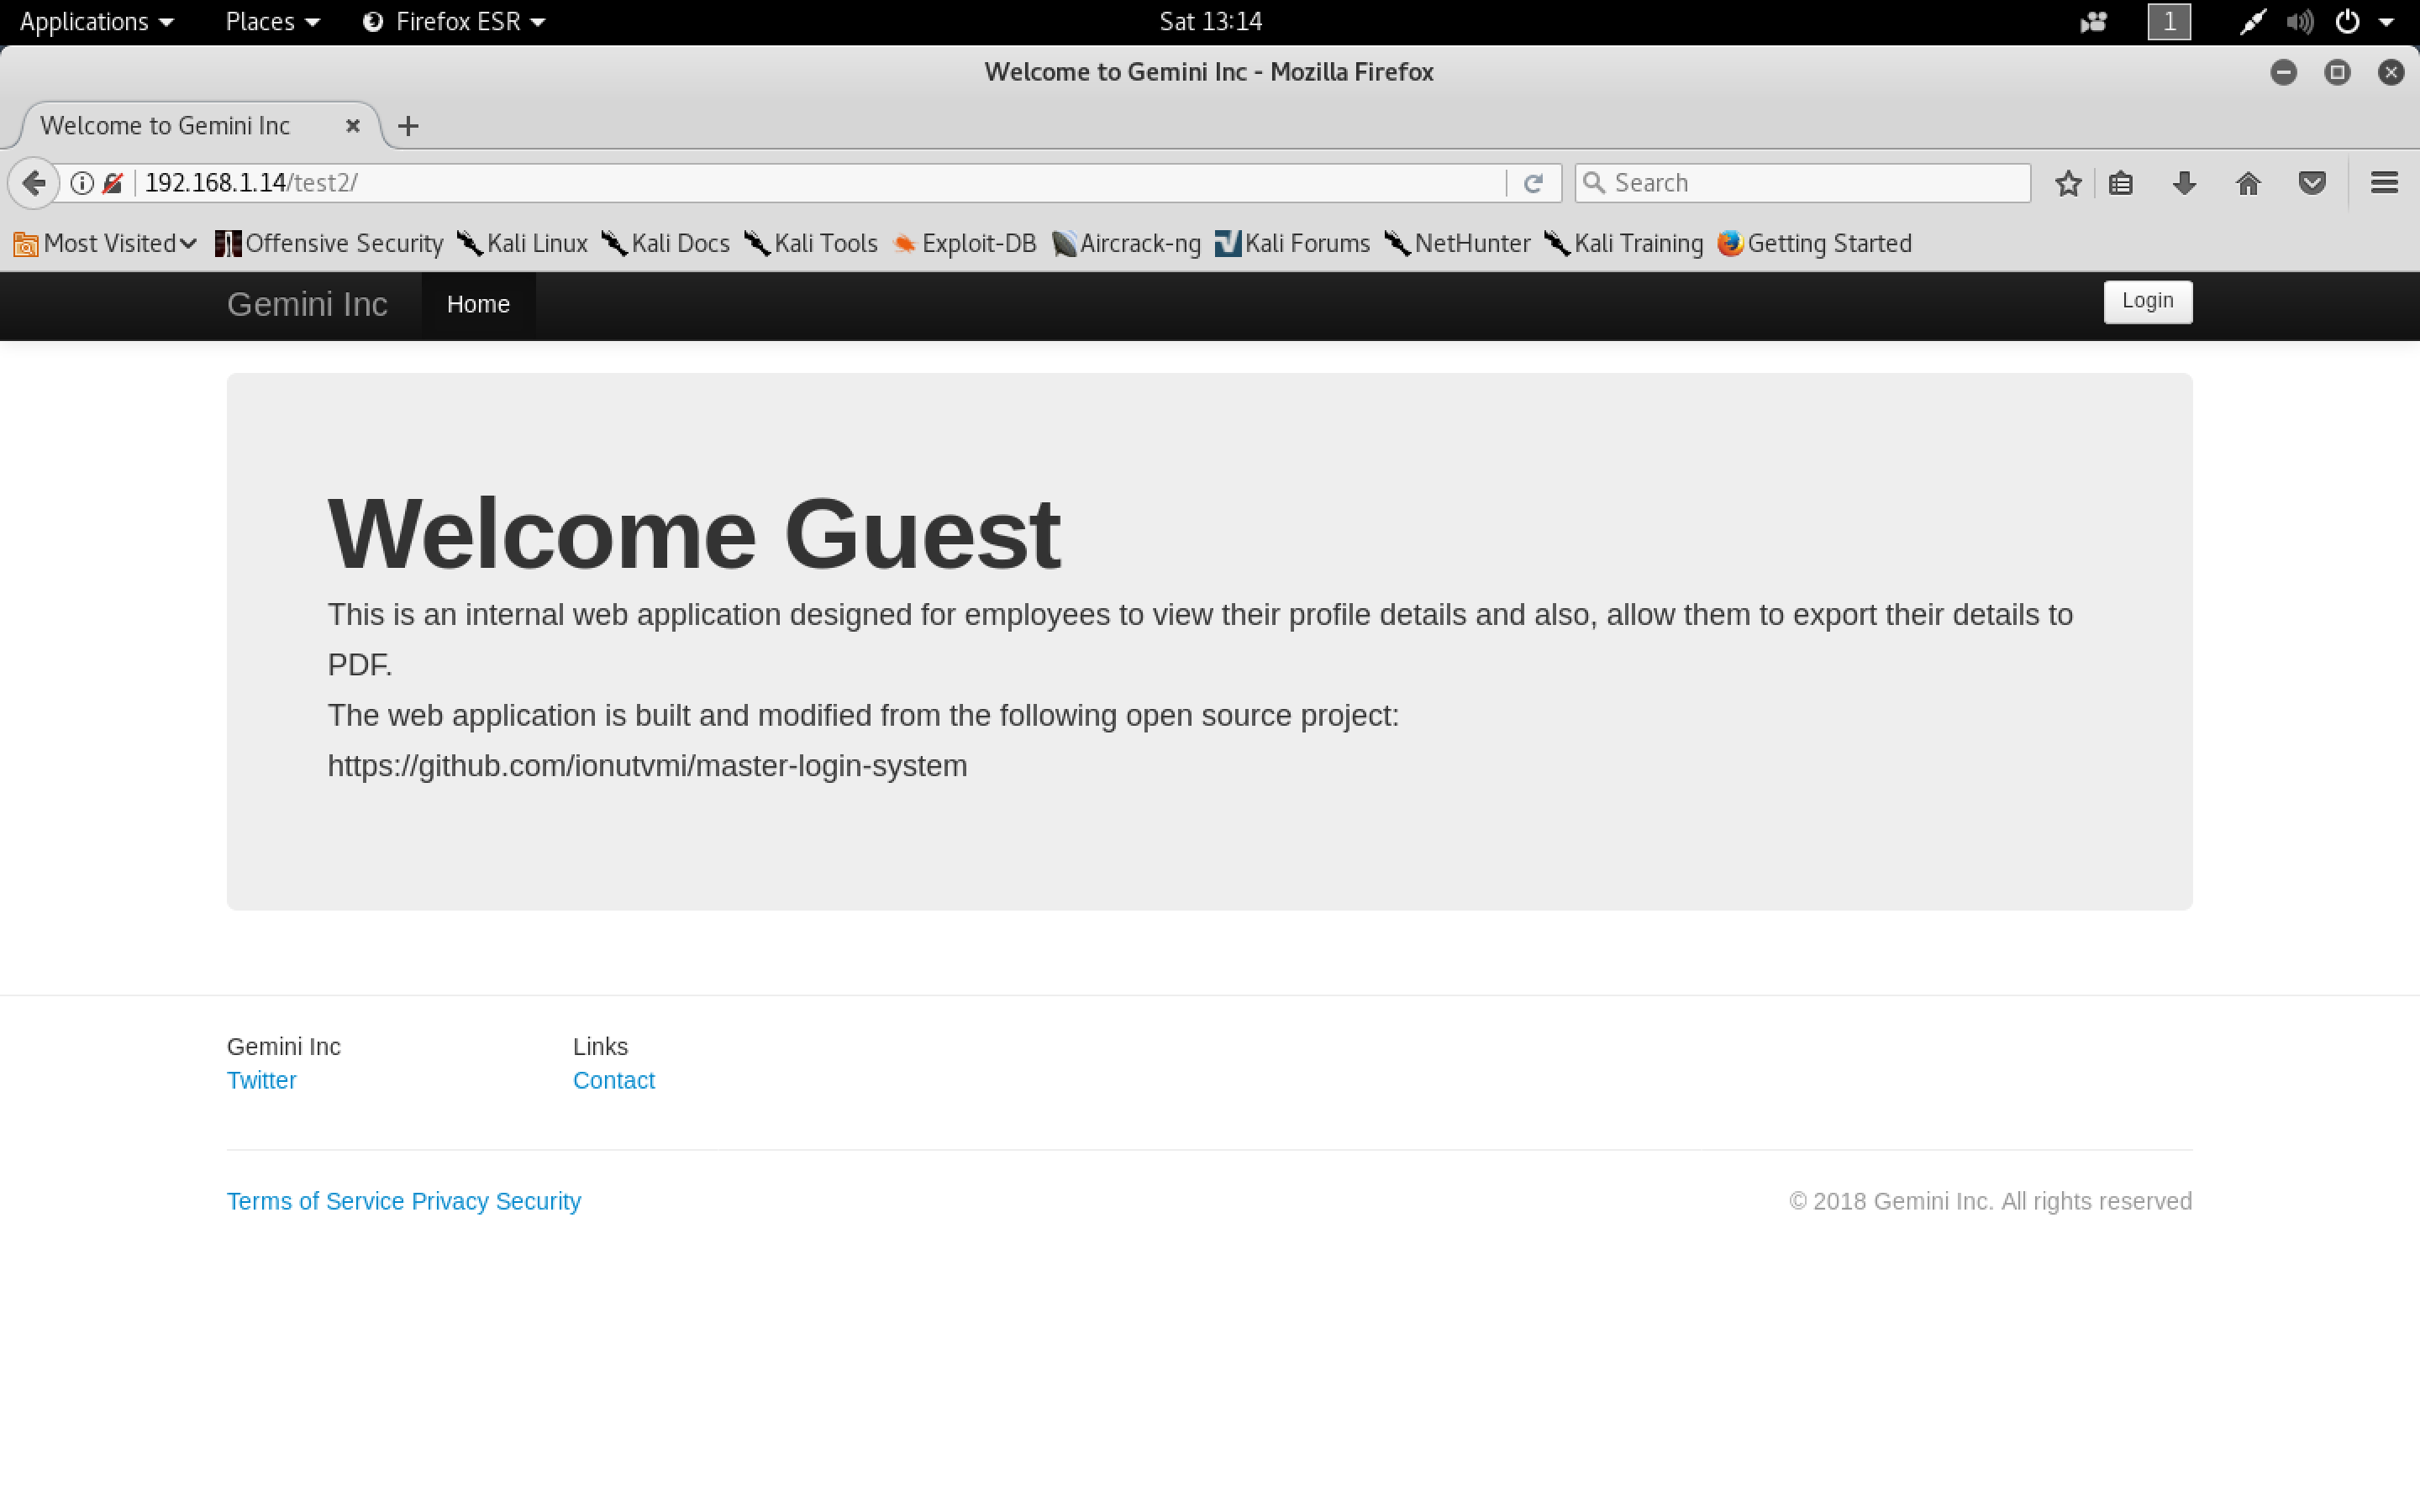 Applications Places Firefox ESR Sat 13:14 1
Welcome to Gemini Inc - Mozilla Firefox
Welcome to Gemini Inc
192.168.1.14/test2/ Search
Most Visited Offensive Security Kali Linux Kali Docs Kali Tools Exploit-DB Aircrack-ng Kali Forums NetHunter Kali Training Getting Started
Gemini Inc Home Login
Welcome Guest
This is an internal web application designed for employees to view their profile details and also, allow them to export their details to
PDF.
The web application is built and modified from the following open source project:
https://github.com/ionutvmi/master-login-system
Gemini Inc Links
Twitter Contact
Terms of Service Privacy Security © 2018 Gemini Inc. All rights reserved